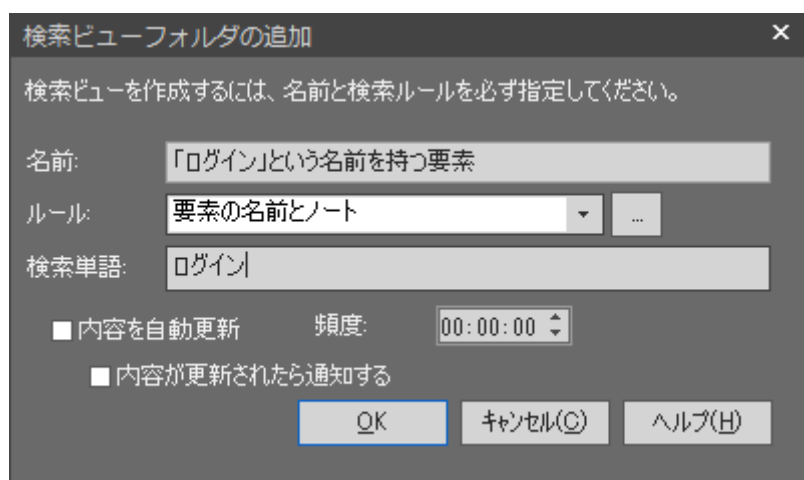 検索ビューフォルダの追加
検索ビューを作成するには、名前と検索ルールを必ず指定してください。
名前: 「ログイン」という名前を持つ要素
ルール: 要素の名前とノート ...
検索単語: ログイン
内容を自動更新 頻度: 00:00:00
内容が更新されたら通知する
OK キャンセル(C) ヘルプ(H)